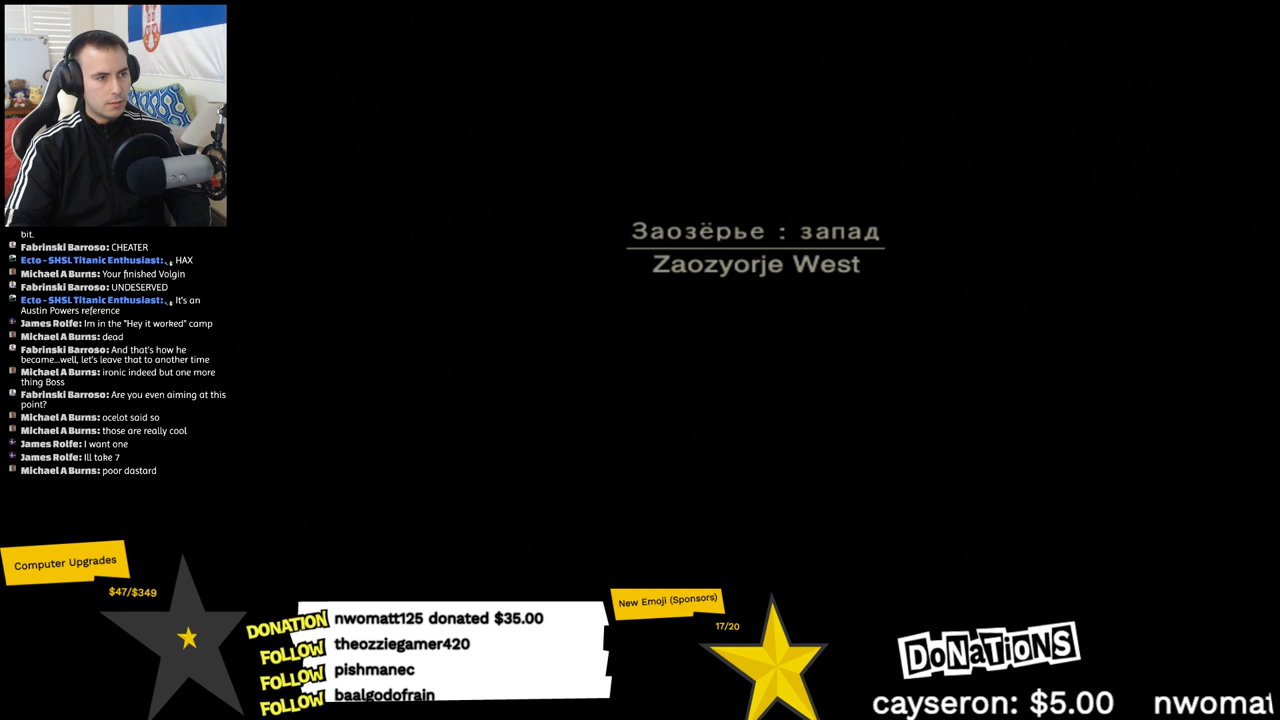 bit.
Fabrinski Barroso: CHEATER
Ecto - SHSL Titanic Enthusiast: HAX
Michael A Burns: Your finished Volgin
Fabrinski Barroso: UNDESERVED
Ecto - SHSL Titanic Enthusiast: It's an
Austin Powers reference
James Rolfe: Im in the "Hey it worked" camp
Michael A Burns: dead
Fabrinski Barroso: And that's how he
became...well, let's leave that to another time
Michael A Burns: ironic indeed but one more
thing Boss
Fabrinski Barroso: Are you even aiming at this
point?
Michael A Burns: ocelot said so
Michael A Burns: those are really cool
James Rolfe: I want one
James Rolfe: Ill take 7
Michael A Burns: poor dastard
Заозёрье : запад
Zaozyorje West
Computer Upgrades
$47/$349
DONATION nwomatt125 donated $35.00
FOLLOW theozziegamer420
FOLLOW pishmanec
FOLLOW baalgodofrain
New Emoji (Sponsors)
17/20
DONATIONS
cayseron: $5.00 nwomat